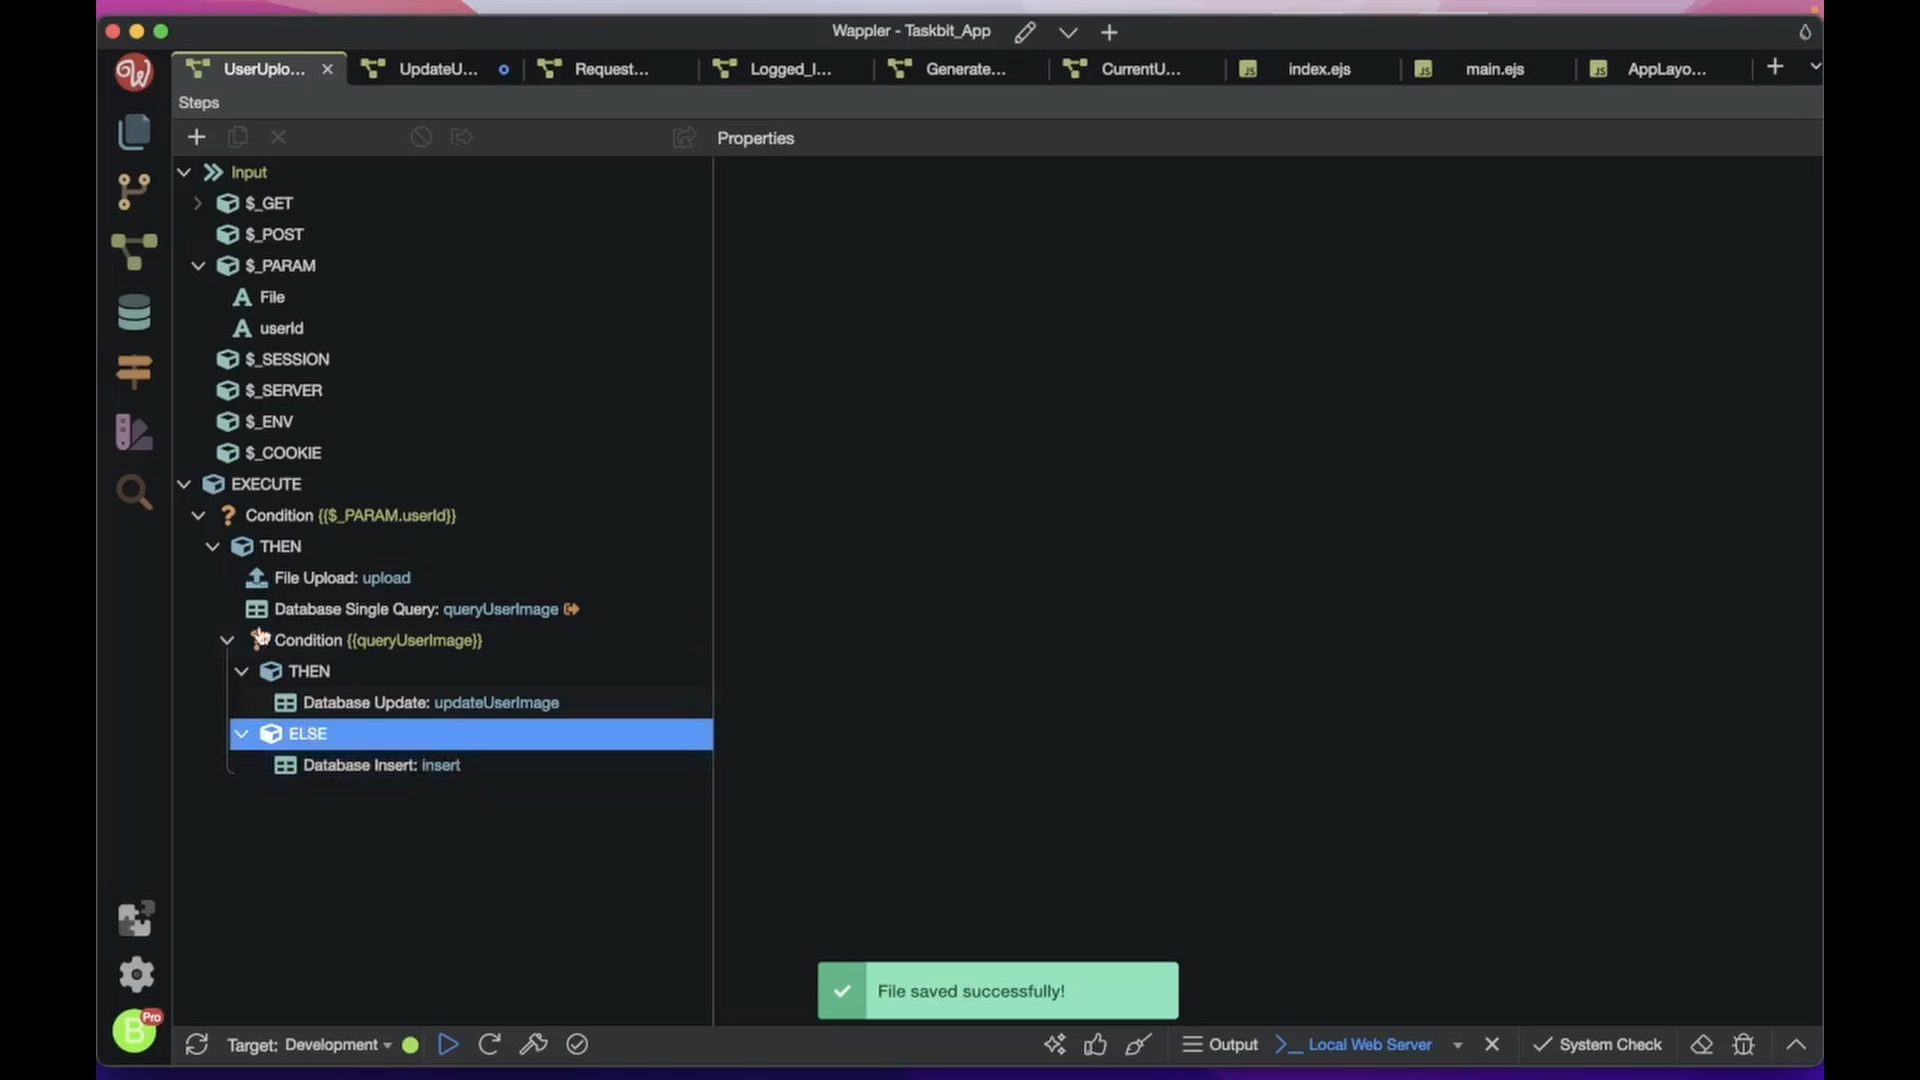 Wappler - Taskbit_App
UserUplo... UpdateU... Request... Logged_I... Generate... CurrentU... index.ejs main.ejs AppLayo...
Steps
Properties
Input
$_GET
$_POST
$_PARAM
File
userId
$_SESSION
$_SERVER
$_ENV
$_COOKIE
EXECUTE
Condition {{$_PARAM.userId}}
THEN
File Upload: upload
Database Single Query: queryUserImage
Condition {{queryUserImage}}
THEN
Database Update: updateUserImage
ELSE
Database Insert: insert
File saved successfully!
Pro
B
Target: Development Output Local Web Server System Check